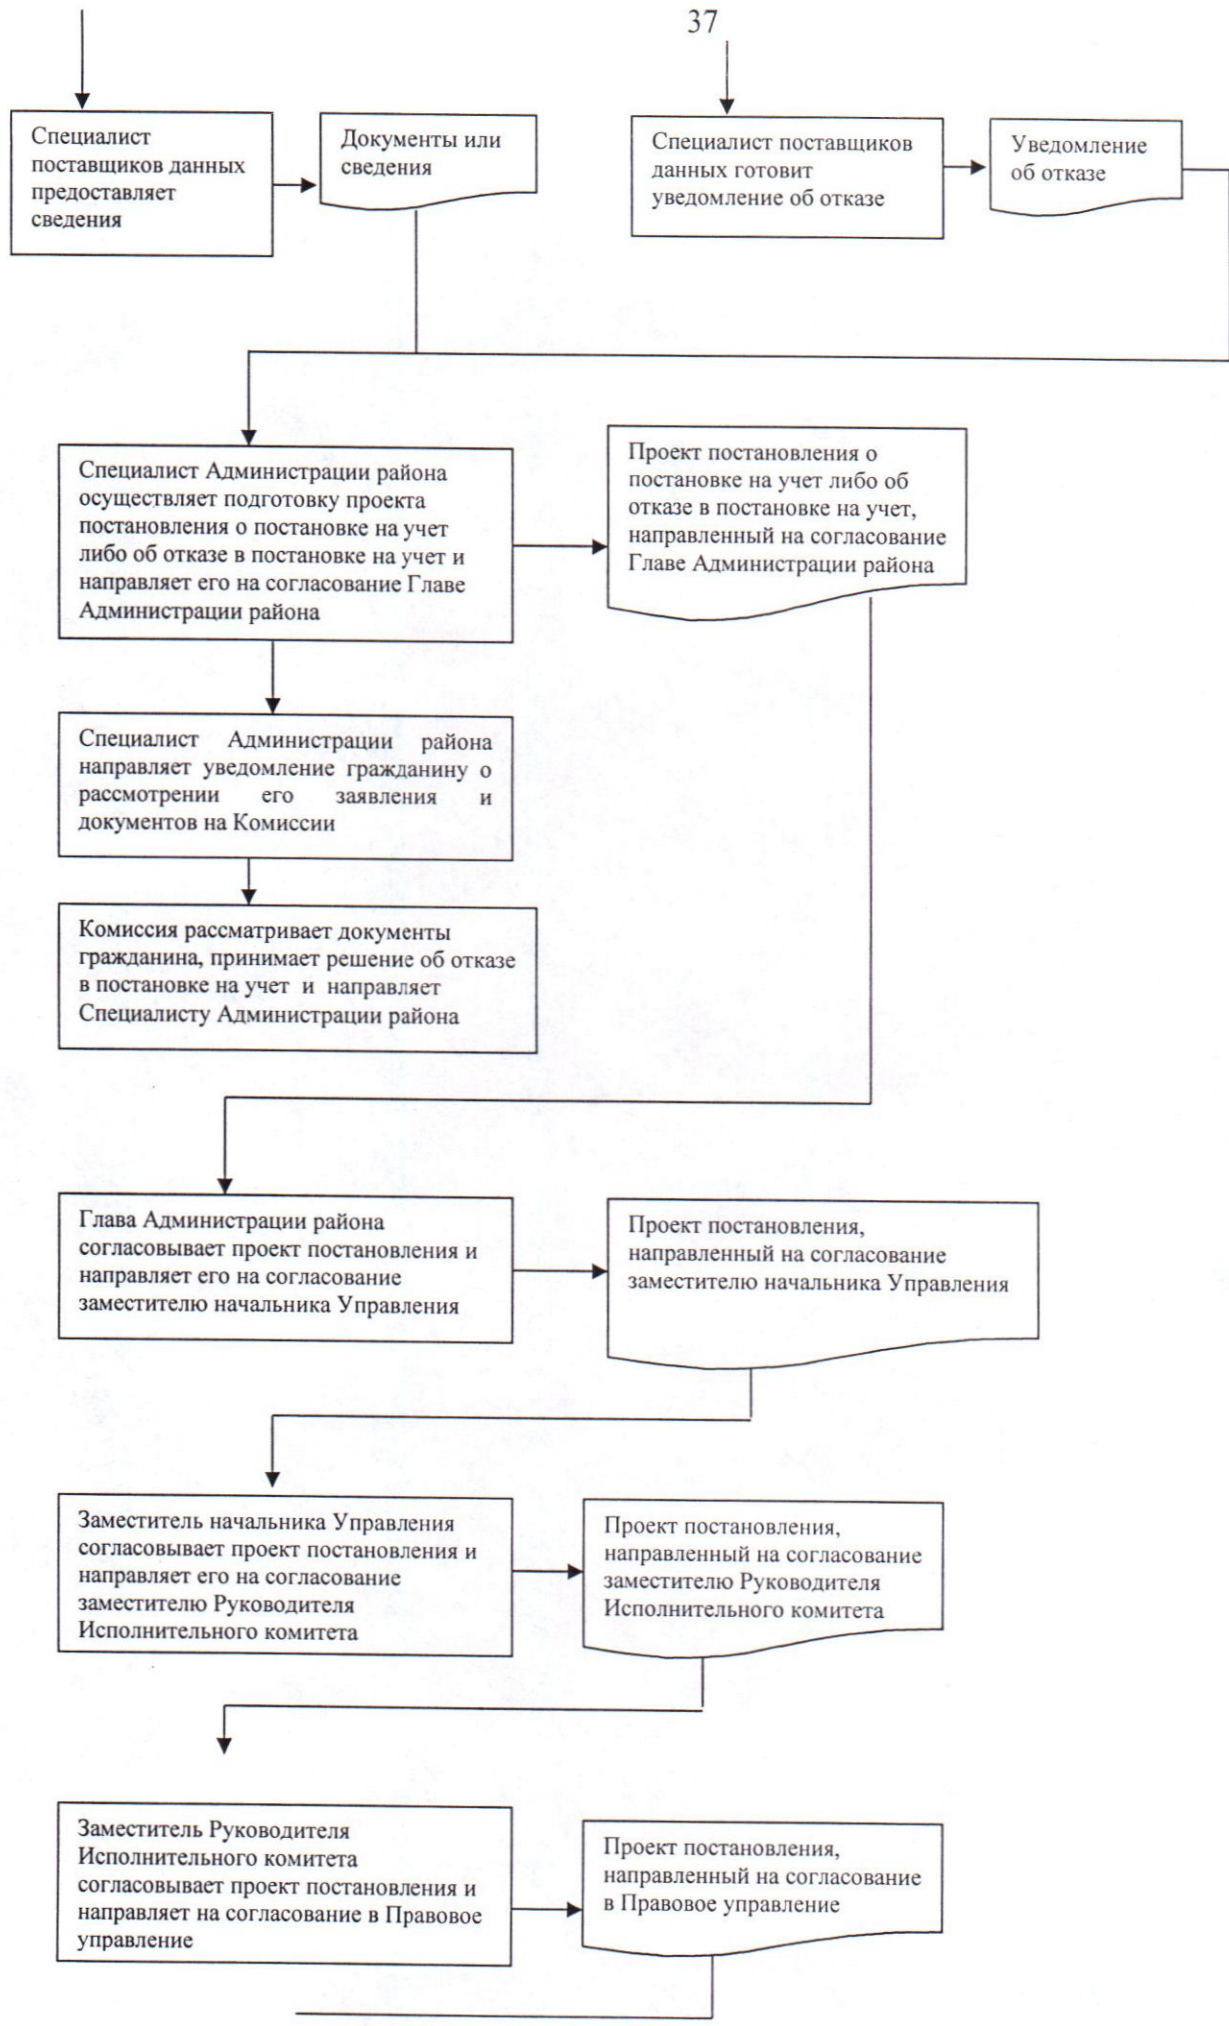 37
Специалист
поставщиков данных
предоставляет
сведения
Документы или
сведения
Специалист поставщиков
данных готовит
уведомление об отказе
Уведомление
об отказе
Специалист Администрации района
осуществляет подготовку проекта
постановления о постановке на учет
либо об отказе в постановке на учет и
направляет его на согласование Главе
Администрации района
Проект постановления о
постановке на учет либо об
отказе в постановке на учет,
направленный на согласование
Главе Администрации района
Специалист Администрации района
направляет уведомление гражданину о
рассмотрении его заявления и
документов на Комиссии
Комиссия рассматривает документы
гражданина, принимает решение об отказе
в постановке на учет и направляет
Специалисту Администрации района
Глава Администрации района
согласовывает проект постановления и
направляет его на согласование
заместителю начальника Управления
Проект постановления,
направленный на согласование
заместителю начальника Управления
Заместитель начальника Управления
согласовывает проект постановления и
направляет его на согласование
заместителю Руководителя
Исполнительного комитета
Проект постановления,
направленный на согласование
заместителю Руководителя
Исполнительного комитета
Заместитель Руководителя
Исполнительного комитета
согласовывает проект постановления и
направляет на согласование в Правовое
управление
Проект постановления,
направленный на согласование
в Правовое управление